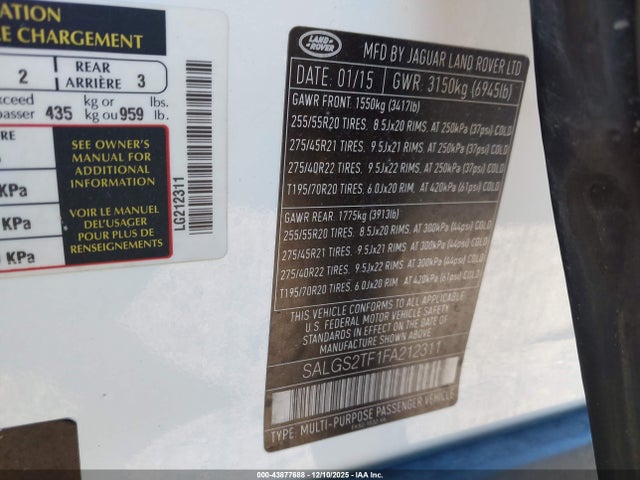 ATION
E CHARGEMENT
2 REAR ARRIÈRE 3
xceed
passer 435 kg or kg ou 959 lbs. lb.
RE
KPa
KPa
KPa
SEE OWNER'S
MANUAL FOR
ADDITIONAL
INFORMATION
VOIR LE MANUEL
DEL'USAGER
POUR PLUS DE
RENSEIGNEMENTS
LG212311
LAND ROVER
MFD BY JAGUAR LAND ROVER LTD
DATE: 01/15 GWR: 3150kg (6945lb)
GAWR FRONT: 1550kg (3417lb)
255/55R20 TIRES. 8.5Jx20 RIMS. AT 250kPa (37psi) COLD
275/45R21 TIRES. 9.5Jx21 RIMS. AT 250kPa (37psi) COLD
275/40R22 TIRES. 9.5Jx22 RIMS. AT 250kPa (37psi) COLD
T195/70R20 TIRES. 6.0Jx20 RIM. AT 420kPa (61psi) COLD
GAWR REAR: 1775kg (3913lb)
255/55R20 TIRES. 8.5Jx20 RIMS. AT 300kPa (44psi) COLD
275/45R21 TIRES. 9.5Jx21 RIMS. AT 300kPa (44psi) COLD
275/40R22 TIRES. 9.5Jx22 RIMS. AT 300kPa (44psi) COLD
T195/70R20 TIRES. 6.0Jx20 RIM AT 420kPa (61psi) COLD
THIS VEHICLE CONFORMS TO ALL APPLICABLE
U.S. FEDERAL MOTOR VEHICLE SAFETY STANDARDS
IN EFFECT ON THE DATE OF MANUFACTURE
SHOWN ABOVE.
SALGS2TF1FA212311
TYPE: MULTI-PURPOSE PASSENGER VEHICLE
000-43877688 - 12/10/2025 - IAAI.com